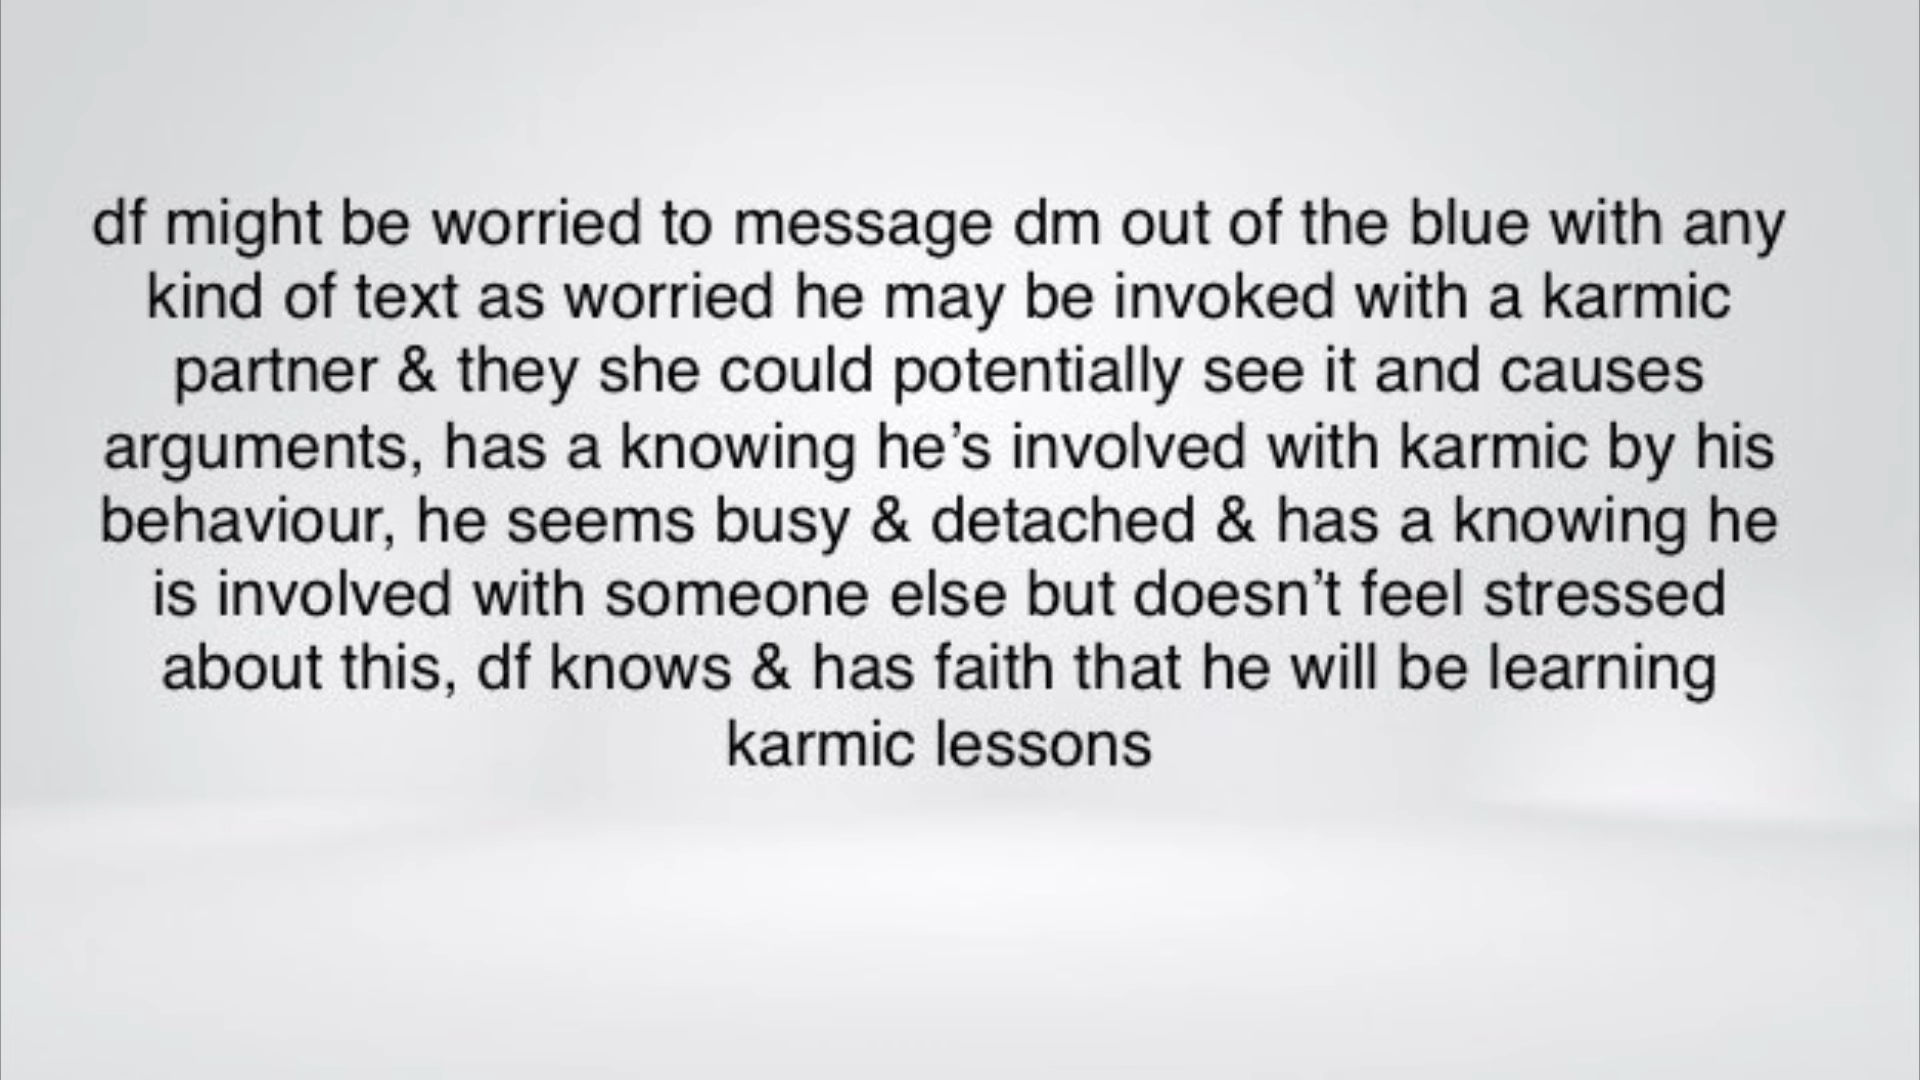 df might be worried to message dm out of the blue with any
kind of text as worried he may be invoked with a karmic
partner & they she could potentially see it and causes
arguments, has a knowing he’s involved with karmic by his
behaviour, he seems busy & detached & has a knowing he
is involved with someone else but doesn’t feel stressed
about this, df knows & has faith that he will be learning
karmic lessons